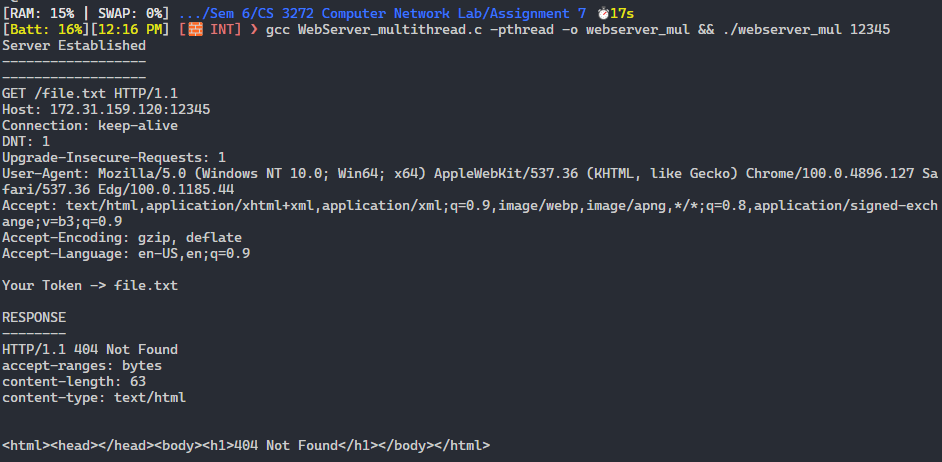 [RAM: 15% | SWAP: 0%] .../Sem 6/CS 3272 Computer Network Lab/Assignment 7 ⏱17s
[Batt: 16%][12:16 PM] [🧱 INT] ❯ gcc WebServer_multithread.c -pthread -o webserver_mul && ./webserver_mul 12345
Server Established
------------------
------------------
GET /file.txt HTTP/1.1
Host: 172.31.159.120:12345
Connection: keep-alive
DNT: 1
Upgrade-Insecure-Requests: 1
User-Agent: Mozilla/5.0 (Windows NT 10.0; Win64; x64) AppleWebKit/537.36 (KHTML, like Gecko) Chrome/100.0.4896.127 Sa
fari/537.36 Edg/100.0.1185.44
Accept: text/html,application/xhtml+xml,application/xml;q=0.9,image/webp,image/apng,*/*;q=0.8,application/signed-exch
ange;v=b3;q=0.9
Accept-Encoding: gzip, deflate
Accept-Language: en-US,en;q=0.9

Your Token -> file.txt

RESPONSE
--------
HTTP/1.1 404 Not Found
accept-ranges: bytes
content-length: 63
content-type: text/html


<html><head></head><body><h1>404 Not Found</h1></body></html>